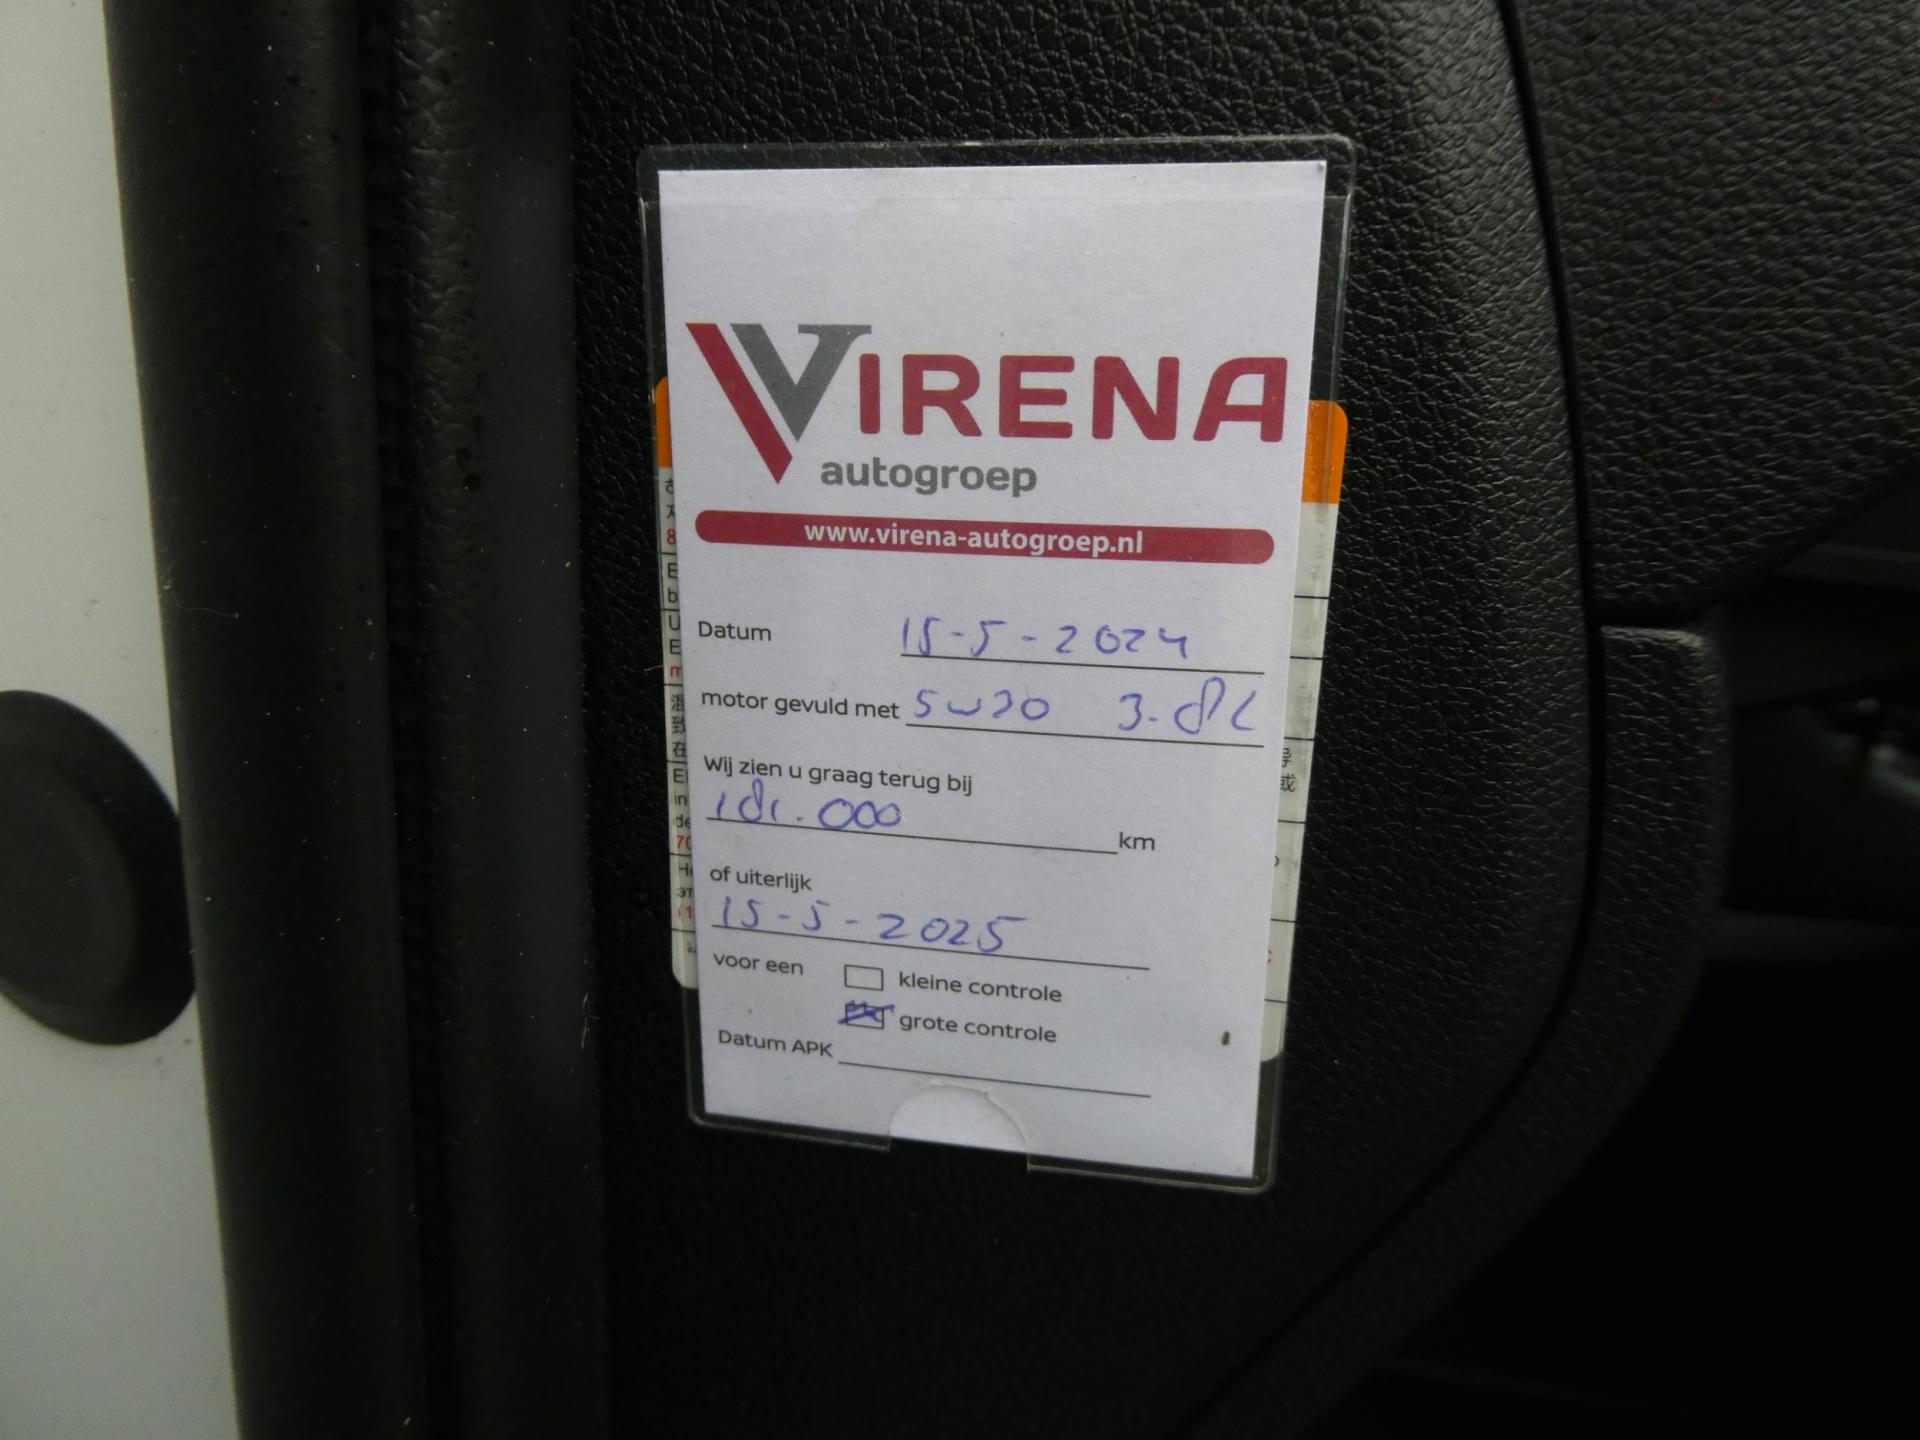 VIRENA
autogroep
www.virena-autogroep.nl
Datum 15-5-2024
motor gevuld met 5w30 3.8L
Wij zien u graag terug bij
181.000 km
of uiterlijk
15-5-2025
voor een kleine controle
grote controle
Datum APK